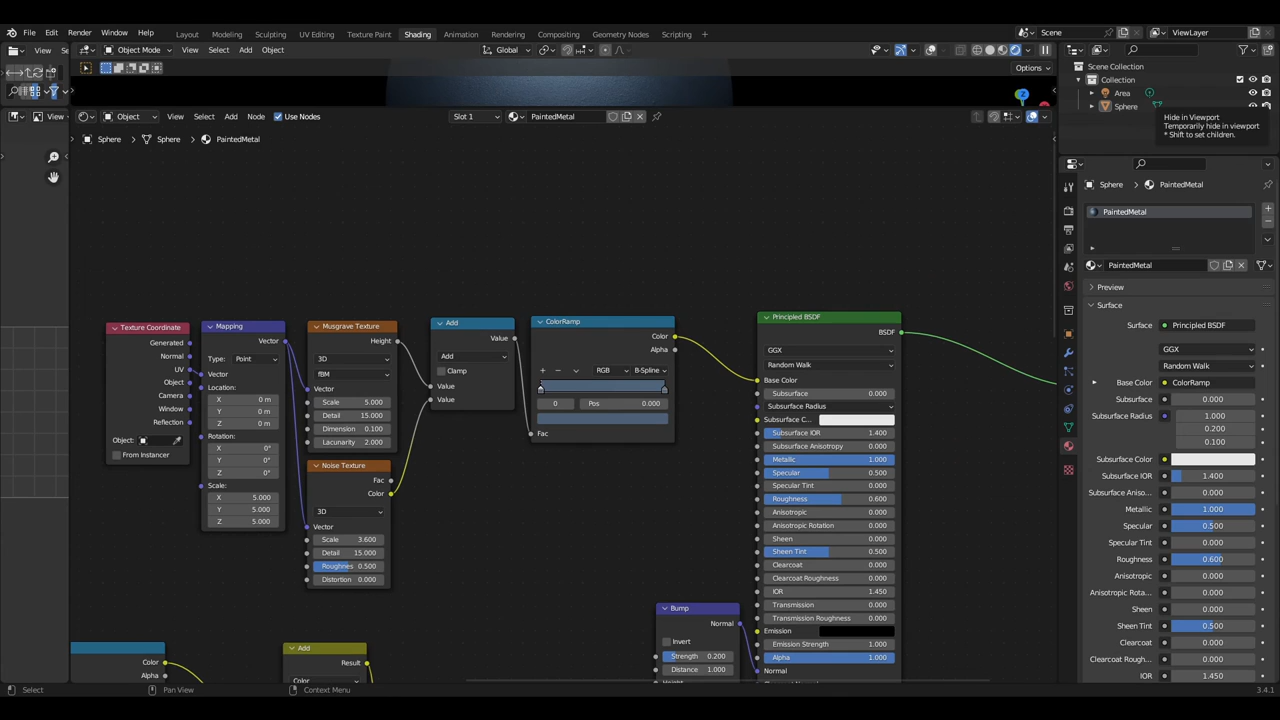 File Edit Render Window Help Layout Modeling Sculpting UV Editing Texture Paint Shading Animation Rendering Compositing Geometry Nodes Scripting + Scene ViewLayer
View Object Mode View Select Add Object Global
Options
Scene Collection
Collection
Area
Sphere
Hide in Viewport
Temporarily hide in viewport
* Shift to set children.
View Object View Select Add Node Use Nodes Slot 1 PaintedMetal
Sphere > Sphere > PaintedMetal
Texture Coordinate
Generated
Normal
UV
Object
Camera
Window
Reflection
Object:
From Instancer
Mapping
Vector
Type: Point
Vector
Location:
X 0 m
Y 0 m
Z 0 m
Rotation:
X 0°
Y 0°
Z 0°
Scale:
X 5.000
Y 5.000
Z 5.000
Musgrave Texture
Height
3D
fBM
Vector
Scale 5.000
Detail 15.000
Dimension 0.100
Lacunarity 2.000
Noise Texture
Fac
Color
3D
Vector
Scale 3.600
Detail 15.000
Roughnes 0.500
Distortion 0.000
Add
Value
Add
Clamp
Value
Value
ColorRamp
Color
Alpha
+ − RGB B-Spline
0 Pos 0.000
Fac
Principled BSDF
BSDF
GGX
Random Walk
Base Color
Subsurface 0.000
Subsurface Radius
Subsurface C...
Subsurface IOR 1.400
Subsurface Anisotropy 0.000
Metallic 1.000
Specular 0.500
Specular Tint 0.000
Roughness 0.600
Anisotropic 0.000
Anisotropic Rotation 0.000
Sheen 0.000
Sheen Tint 0.500
Clearcoat 0.000
Clearcoat Roughness 0.000
IOR 1.450
Transmission 0.000
Transmission Roughness 0.000
Emission
Emission Strength 1.000
Alpha 1.000
Normal
Bump
Normal
Invert
Strength 0.200
Distance 1.000
Color
Alpha
Add
Result
Color
Sphere > PaintedMetal
PaintedMetal
PaintedMetal
Preview
Surface
Surface Principled BSDF
GGX
Random Walk
Base Color ColorRamp
Subsurface 0.000
Subsurface Radius 1.000
0.200
0.100
Subsurface Color
Subsurface IOR 1.400
Subsurface Aniso... 0.000
Metallic 1.000
Specular 0.500
Specular Tint 0.000
Roughness 0.600
Anisotropic 0.000
Anisotropic Rota... 0.000
Sheen 0.000
Sheen Tint 0.500
Clearcoat 0.000
Clearcoat Rough... 0.000
IOR 1.450
Select Pan View Context Menu 3.4.1